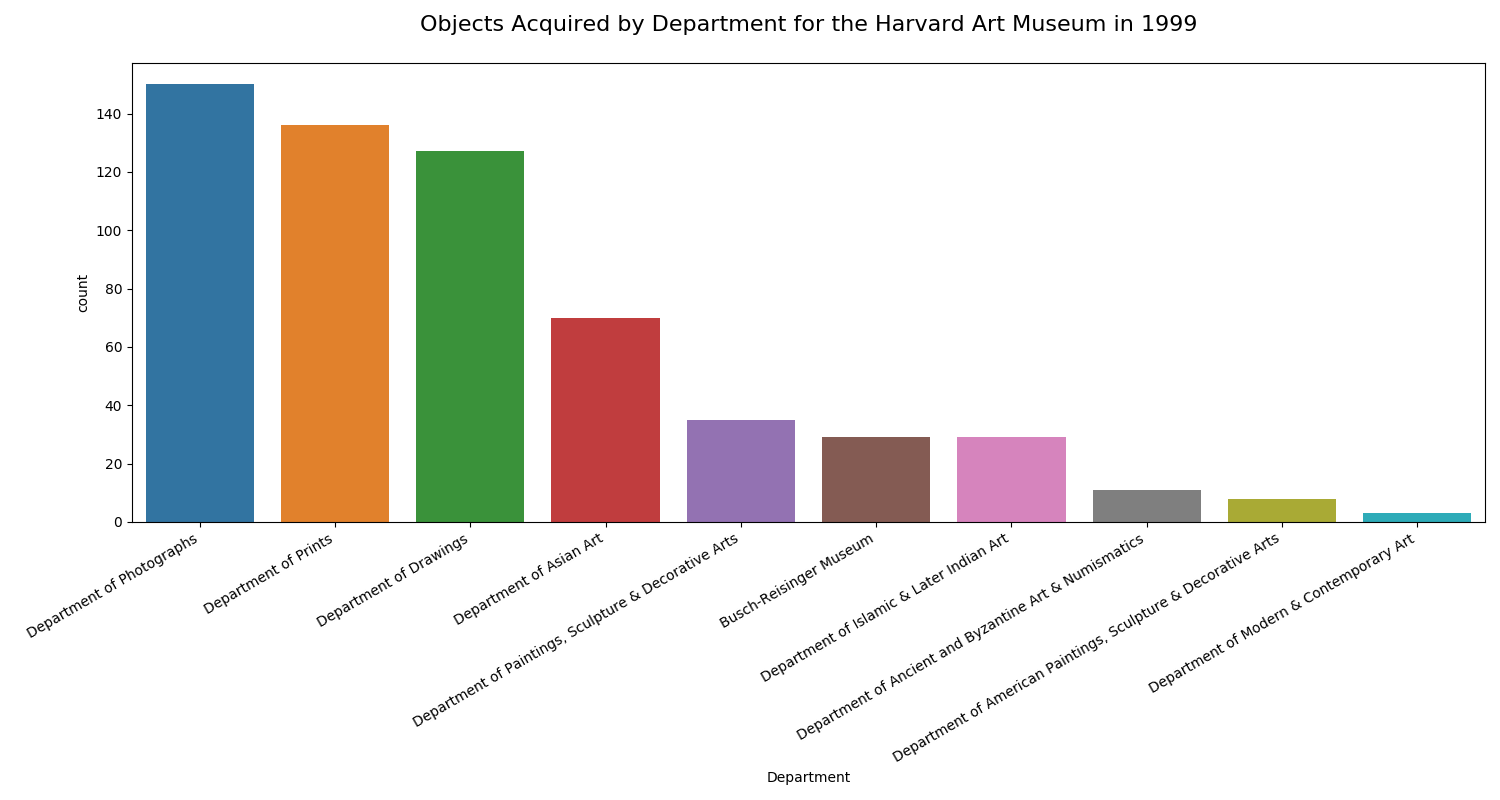 Objects Acquired by Department for the Harvard Art Museum in 1999
140
120
100
80
60
40
20
0
count
Department of Photographs
Department of Prints
Department of Drawings
Department of Asian Art
Department of Paintings, Sculpture & Decorative Arts
Busch-Reisinger Museum
Department of Islamic & Later Indian Art
Department of Ancient and Byzantine Art & Numismatics
Department of American Paintings, Sculpture & Decorative Arts
Department of Modern & Contemporary Art
Department